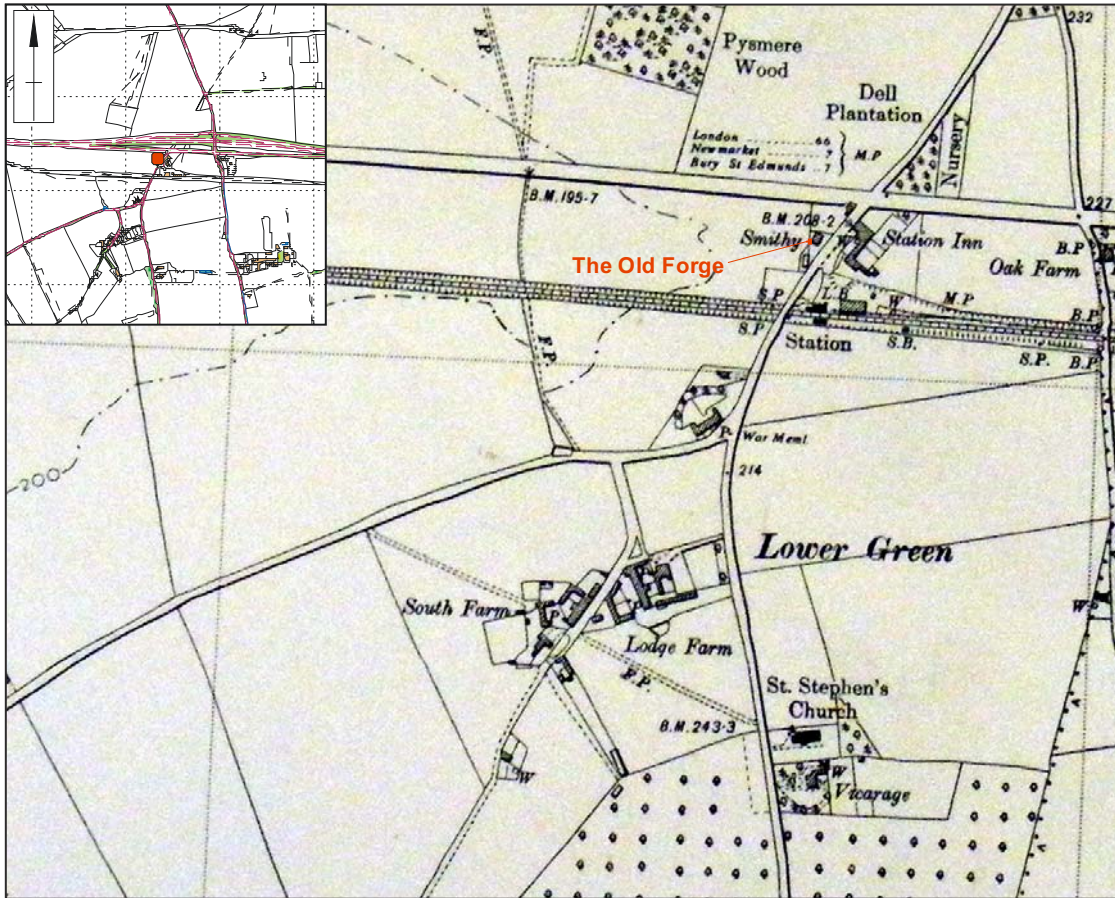 232
F.P.
Pysmere
Wood
Dell
Plantation
London 66
Newmarket 7
Bury St Edmunds 7
M.P
Nursery
B.M.195·7
227
B.M.208·2
Smithy
W
Station Inn
B.P
Oak Farm
The Old Forge
S.P.
W
M.P
B.P
S.P.
Station
S.B.
S.P.
B.P
F.P.
P
War Meml
214
200
Lower Green
South Farm
P
P
W
Lodge Farm
F.P.
St. Stephen's
Church
B.M.243·3
W
W
Vicarage
A
A